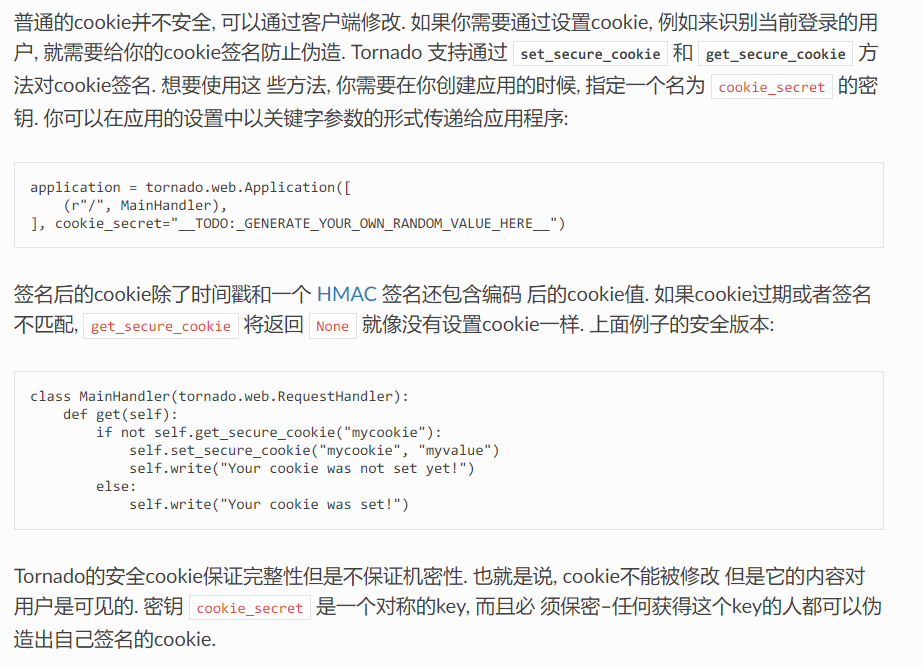 普通的cookie并不安全, 可以通过客户端修改. 如果你需要通过设置cookie, 例如来识别当前登录的用
户, 就需要给你的cookie签名防止伪造. Tornado 支持通过 set_secure_cookie 和 get_secure_cookie 方
法对cookie签名. 想要使用这 些方法, 你需要在你创建应用的时候, 指定一个名为 cookie_secret 的密
钥. 你可以在应用的设置中以关键字参数的形式传递给应用程序:
application = tornado.web.Application([
    (r"/", MainHandler),
], cookie_secret="__TODO:_GENERATE_YOUR_OWN_RANDOM_VALUE_HERE__")
签名后的cookie除了时间戳和一个 HMAC 签名还包含编码 后的cookie值. 如果cookie过期或者签名
不匹配, get_secure_cookie 将返回 None 就像没有设置cookie一样. 上面例子的安全版本:
class MainHandler(tornado.web.RequestHandler):
    def get(self):
        if not self.get_secure_cookie("mycookie"):
            self.set_secure_cookie("mycookie", "myvalue")
            self.write("Your cookie was not set yet!")
        else:
            self.write("Your cookie was set!")
Tornado的安全cookie保证完整性但是不保证机密性. 也就是说, cookie不能被修改 但是它的内容对
用户是可见的. 密钥 cookie_secret 是一个对称的key, 而且必 须保密–任何获得这个key的人都可以伪
造出自己签名的cookie.